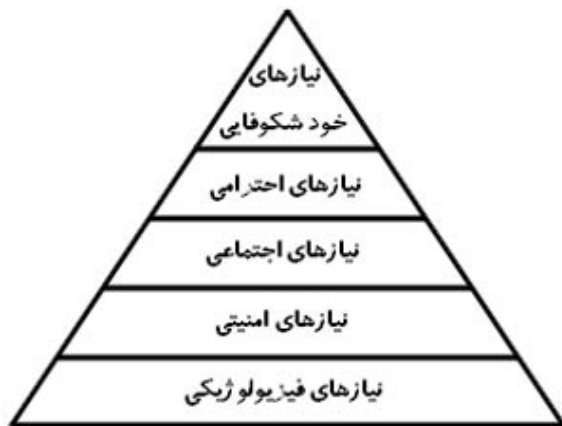 نیازهای
خود شکوفایی
نیازهای احترامی
نیازهای اجتماعی
نیازهای امنیتی
نیازهای فیزیولوژیکی